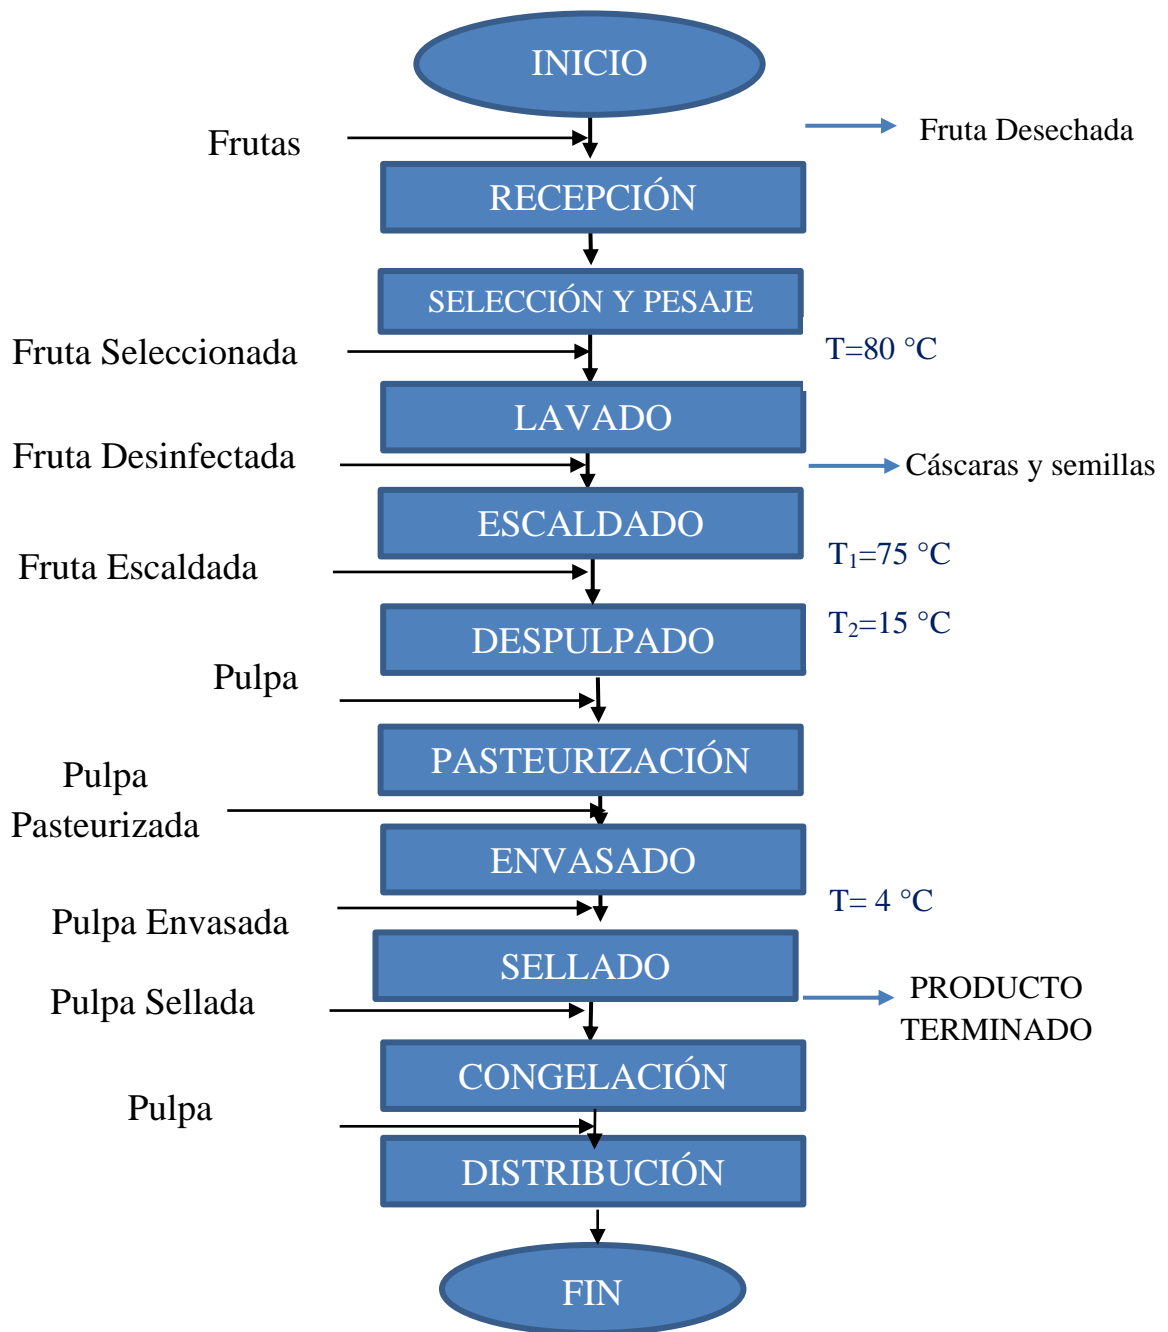 INICIO
Frutas
Fruta Desechada
RECEPCIÓN
SELECCIÓN Y PESAJE
Fruta Seleccionada
T=80 °C
LAVADO
Fruta Desinfectada
Cáscaras y semillas
ESCALDADO
Fruta Escaldada
T₁=75 °C
DESPULPADO
T₂=15 °C
Pulpa
PASTEURIZACIÓN
Pulpa
Pasteurizada
ENVASADO
Pulpa Envasada
T= 4 °C
SELLADO
Pulpa Sellada
PRODUCTO
TERMINADO
CONGELACIÓN
Pulpa
DISTRIBUCIÓN
FIN